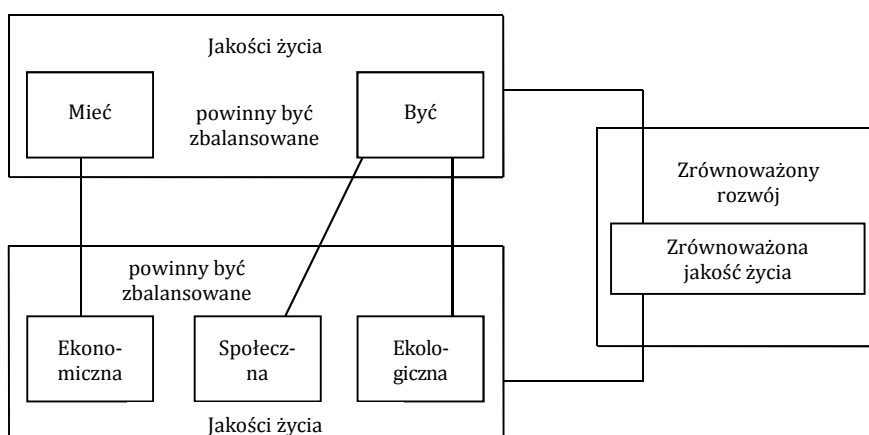 Jakości życia
Mieć
powinny być
zbalansowane
Być
Zrównoważony
rozwój
Zrównoważona
jakość życia
powinny być
zbalansowane
Ekono-
miczna
Społecz-
na
Ekolo-
giczna
Jakości życia